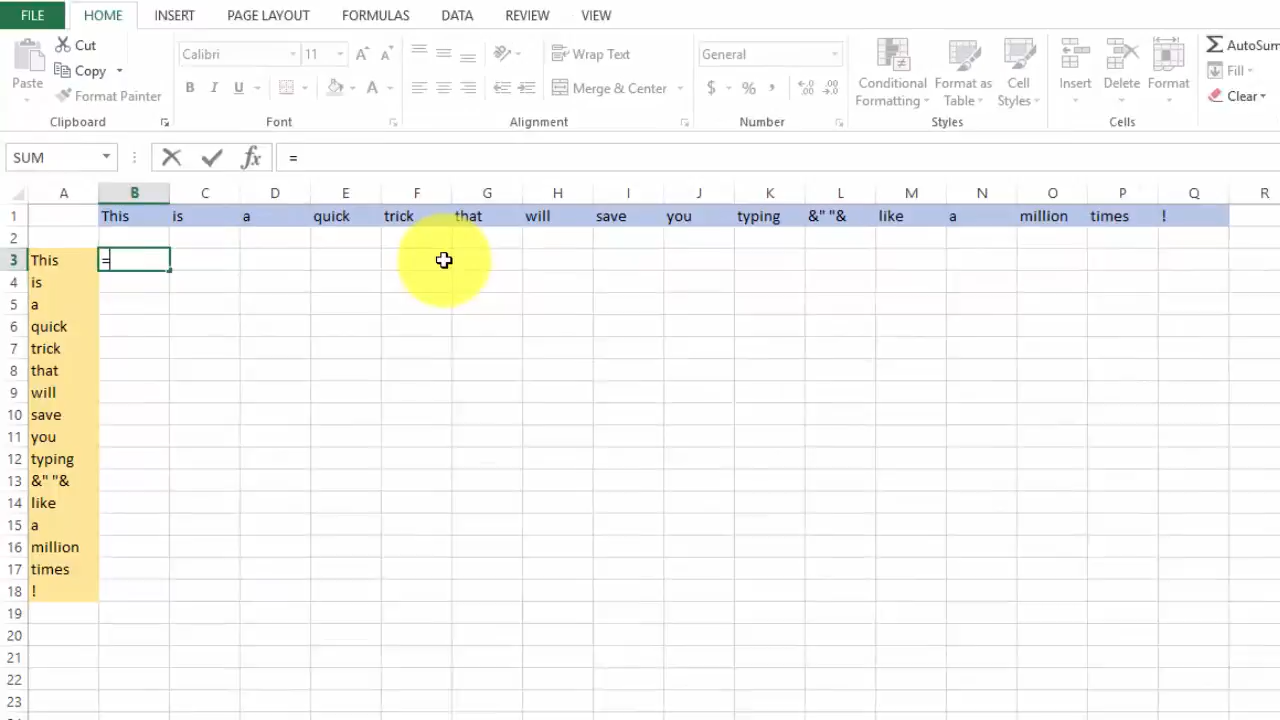 FILE HOME INSERT PAGE LAYOUT FORMULAS DATA REVIEW VIEW
Cut
Copy
Format Painter
Paste
Calibri 11
B I U
Wrap Text
Merge & Center
General
$ % ,
Conditional Formatting
Format as Table
Cell Styles
Insert Delete Format
AutoSum
Fill
Clear
Clipboard Font Alignment Number Styles Cells
SUM fx =
A B C D E F G H I J K L M N O P Q R
1 This is a quick trick that will save you typing &" "& like a million times !
2
3 This =
4 is
5 a
6 quick
7 trick
8 that
9 will
10 save
11 you
12 typing
13 &" "&
14 like
15 a
16 million
17 times
18 !
19
20
21
22
23